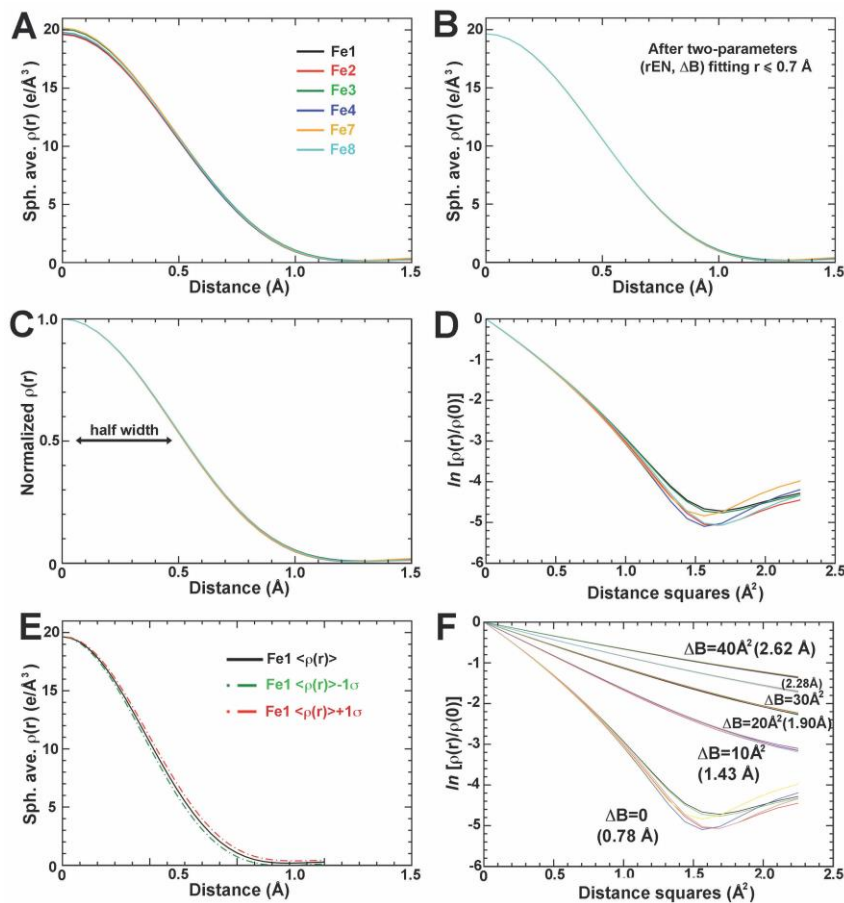 A
Sph. ave. ρ(r) (e/Å³)
20
15
10
5
0
Fe1
Fe2
Fe3
Fe4
Fe7
Fe8
0
0.5
1.0
1.5
Distance (Å)
B
Sph. ave. ρ(r) (e/Å³)
20
15
10
5
0
After two-parameters
(rEN, ΔB) fitting r ⩽ 0.7 Å
0
0.5
1.0
1.5
Distance (Å)
C
Normalized ρ(r)
1.0
0.5
0
half width
0
0.5
1.0
1.5
Distance (Å)
D
ln [ρ(r)/ρ(0)]
0
-1
-2
-3
-4
-5
-6
0
0.5
1.0
1.5
2.0
2.5
Distance squares (Å²)
E
Sph. ave. ρ(r) (e/Å³)
20
15
10
5
0
Fe1 <ρ(r)>
Fe1 <ρ(r)>-1σ
Fe1 <ρ(r)>+1σ
0
0.5
1.0
1.5
Distance (Å)
F
ln [ρ(r)/ρ(0)]
0
-1
-2
-3
-4
-5
-6
ΔB=40Å²(2.62 Å)
(2.28Å)
ΔB=30Å²
ΔB=20Å²(1.90Å)
ΔB=10Å²
(1.43 Å)
ΔB=0
(0.78 Å)
0
0.5
1.0
1.5
2.0
2.5
Distance squares (Å²)